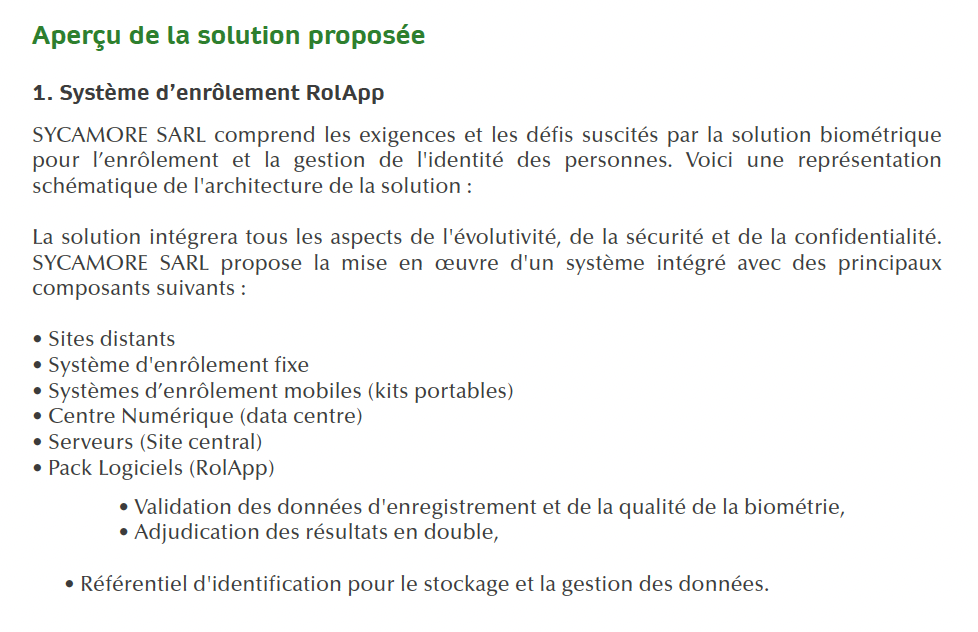 Aperçu de la solution proposée
1. Système d’enrôlement RolApp
SYCAMORE SARL comprend les exigences et les défis suscités par la solution biométrique
pour l’enrôlement et la gestion de l'identité des personnes. Voici une représentation
schématique de l'architecture de la solution :
La solution intégrera tous les aspects de l'évolutivité, de la sécurité et de la confidentialité.
SYCAMORE SARL propose la mise en œuvre d'un système intégré avec des principaux
composants suivants :
• Sites distants
• Système d'enrôlement fixe
• Systèmes d’enrôlement mobiles (kits portables)
• Centre Numérique (data centre)
• Serveurs (Site central)
• Pack Logiciels (RolApp)
• Validation des données d'enregistrement et de la qualité de la biométrie,
• Adjudication des résultats en double,
• Référentiel d'identification pour le stockage et la gestion des données.